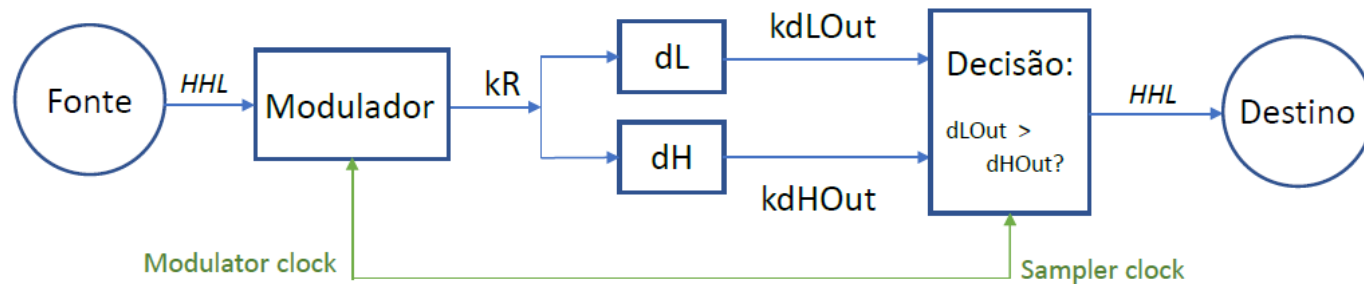 Fonte
HHL
Modulador
kR
dL
dH
kdLOut
kdHOut
Decisão:
dLOut >
dHOut?
HHL
Destino
Modulator clock
Sampler clock